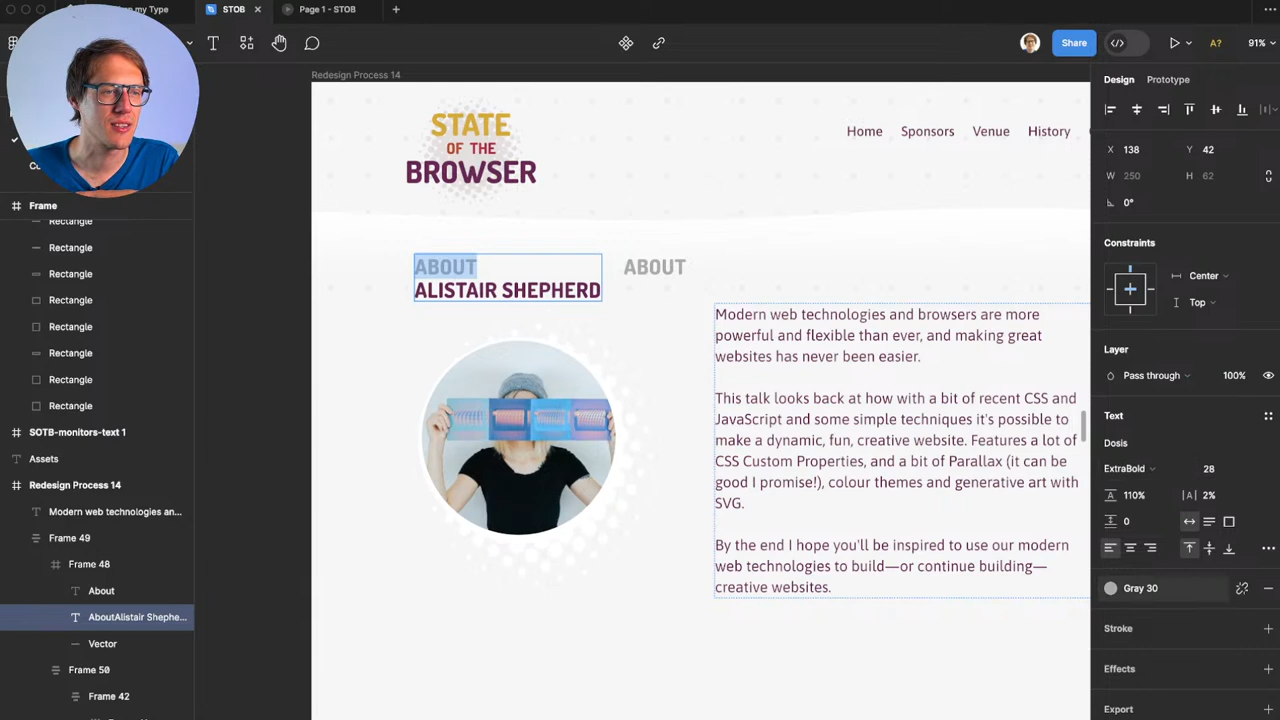 my Type
STOB
Page 1 - STOB
Share
A?
91%
Redesign Process 14
Design
Prototype
STATE
OF THE
BROWSER
Home
Sponsors
Venue
History
X
138
Y
42
W
250
H
62
0°
Frame
Rectangle
Rectangle
Rectangle
Rectangle
Rectangle
Rectangle
Rectangle
Rectangle
SOTB-monitors-text 1
Assets
Redesign Process 14
Modern web technologies an...
Frame 49
Frame 48
About
AboutAlistair Shephe...
Vector
Frame 50
Frame 42
ABOUT
ALISTAIR SHEPHERD
ABOUT
Modern web technologies and browsers are more
powerful and flexible than ever, and making great
websites has never been easier.
This talk looks back at how with a bit of recent CSS and
JavaScript and some simple techniques it's possible to
make a dynamic, fun, creative website. Features a lot of
CSS Custom Properties, and a bit of Parallax (it can be
good I promise!), colour themes and generative art with
SVG.
By the end I hope you'll be inspired to use our modern
web technologies to build—or continue building—
creative websites.
Constraints
Center
Top
Layer
Pass through
100%
Text
Dosis
ExtraBold
28
110%
2%
0
Gray 30
Stroke
Effects
Export